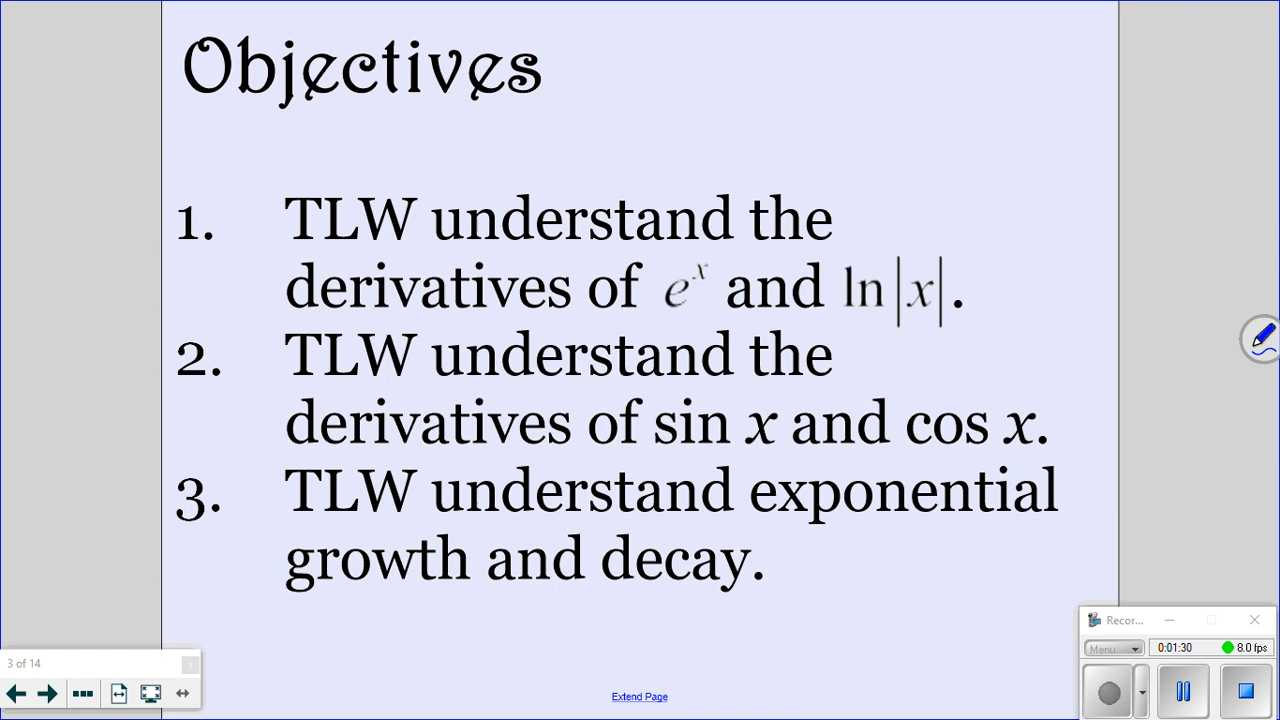 Objectives
1. TLW understand the
derivatives of e^x and ln|x|.
2. TLW understand the
derivatives of sin x and cos x.
3. TLW understand exponential
growth and decay.
Recor...
Menu 0:01:30 8.0 fps
3 of 14 x
Extend Page